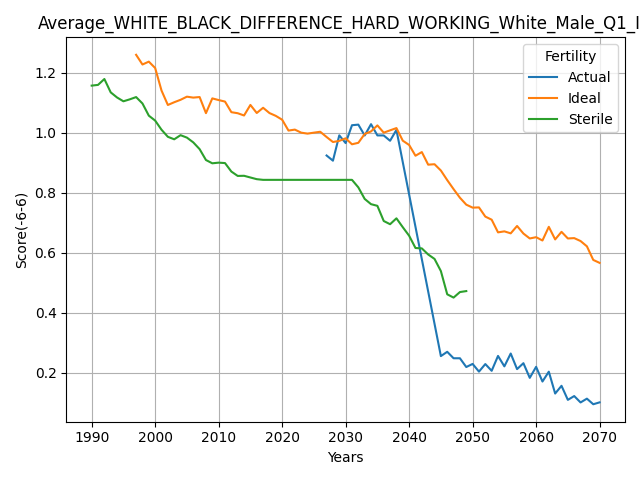 Average_WHITE_BLACK_DIFFERENCE_HARD_WORKING_White_Male_Q1_I
Fertility
Actual
Ideal
Sterile
Score(-6-6)
1.2
1.0
0.8
0.6
0.4
0.2
1990 2000 2010 2020 2030 2040 2050 2060 2070
Years